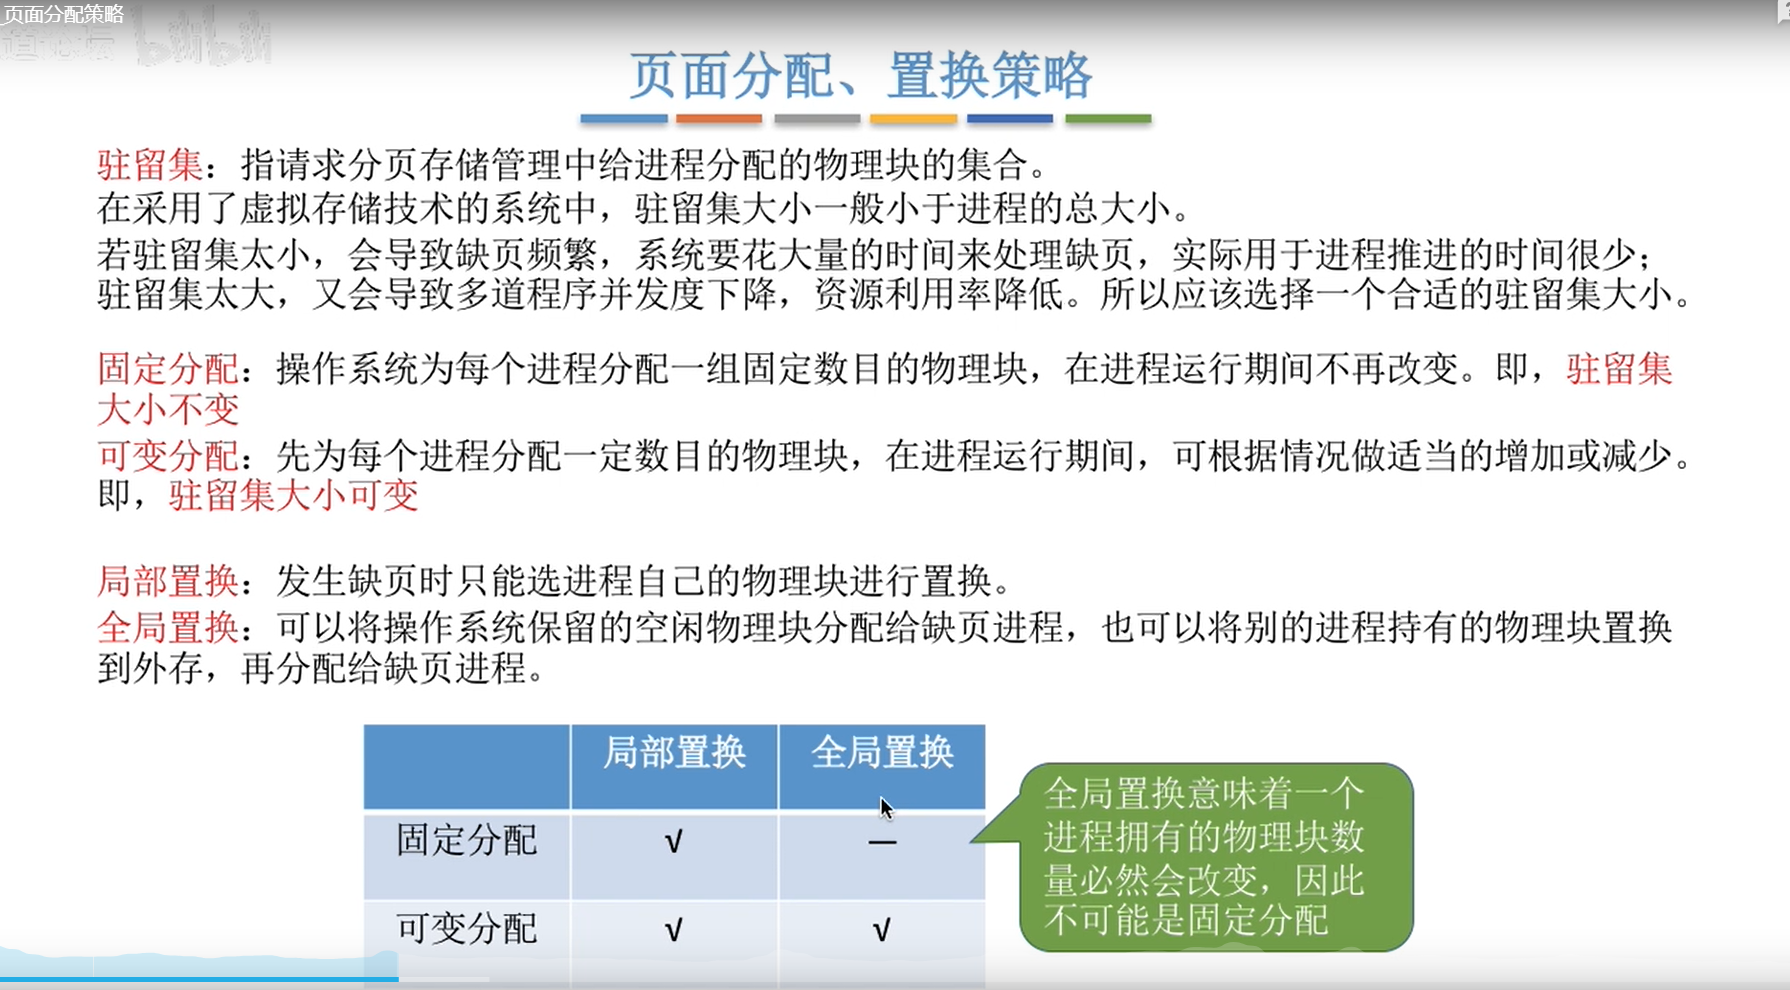 页面分配策略
bilibili
页面分配、置换策略
驻留集：指请求分页存储管理中给进程分配的物理块的集合。
在采用了虚拟存储技术的系统中，驻留集大小一般小于进程的总大小。
若驻留集太小，会导致缺页频繁，系统要花大量的时间来处理缺页，实际用于进程推进的时间很少；
驻留集太大，又会导致多道程序并发度下降，资源利用率降低。所以应该选择一个合适的驻留集大小。
固定分配：操作系统为每个进程分配一组固定数目的物理块，在进程运行期间不再改变。即，驻留集
大小不变
可变分配：先为每个进程分配一定数目的物理块，在进程运行期间，可根据情况做适当的增加或减少。
即，驻留集大小可变
局部置换：发生缺页时只能选进程自己的物理块进行置换。
全局置换：可以将操作系统保留的空闲物理块分配给缺页进程，也可以将别的进程持有的物理块置换
到外存，再分配给缺页进程。
局部置换 全局置换
固定分配 √ —
可变分配 √ √
全局置换意味着一个
进程拥有的物理块数
量必然会改变，因此
不可能是固定分配